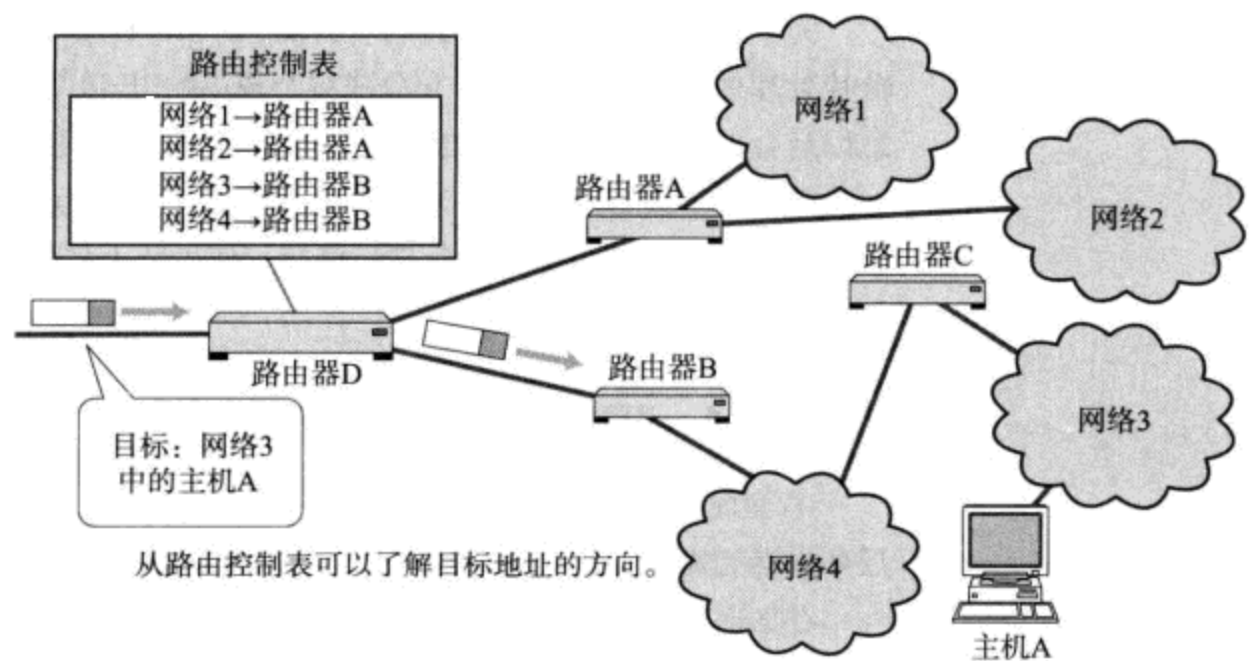 路由控制表
网络1→路由器A
网络2→路由器A
网络3→路由器B
网络4→路由器B
网络1
路由器A
网络2
路由器C
路由器D
路由器B
网络3
目标：网络3
中的主机A
从路由控制表可以了解目标地址的方向。
网络4
主机A